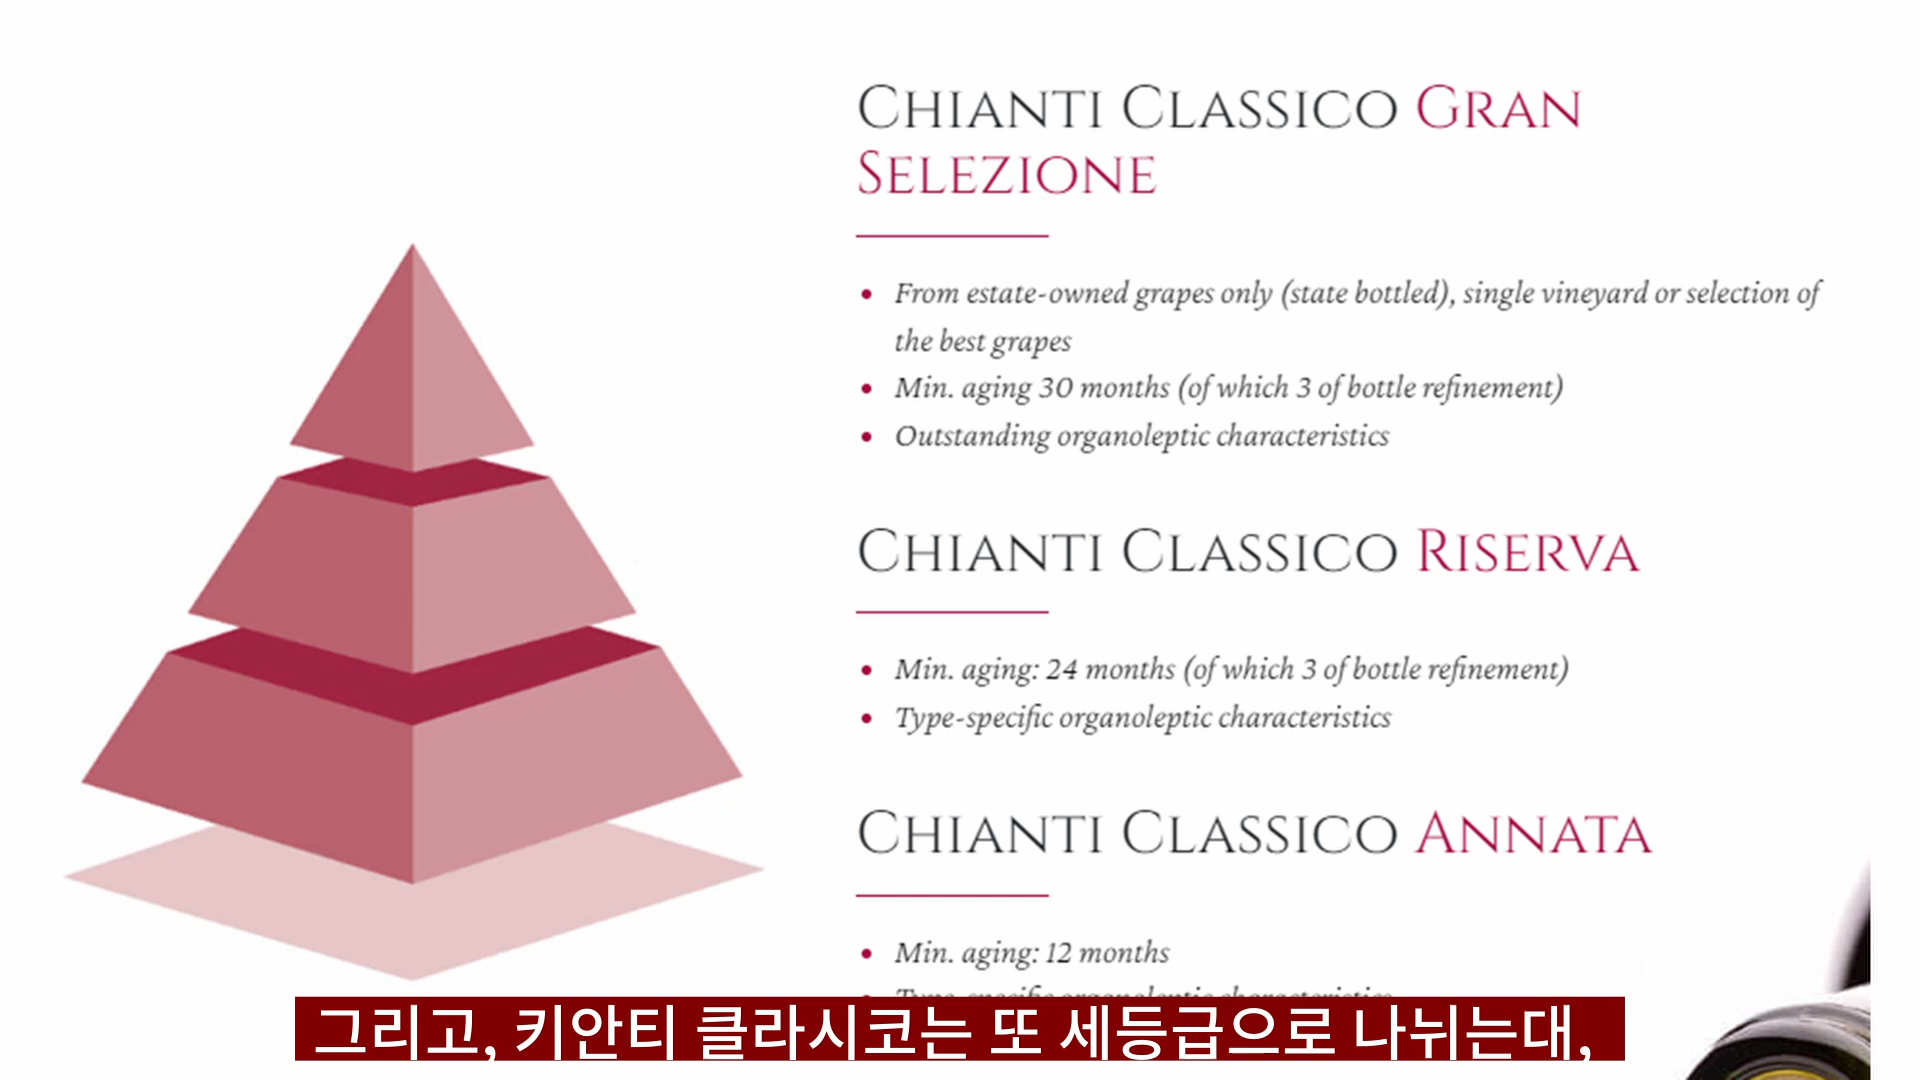 CHIANTI CLASSICO GRAN
SELEZIONE
• From estate-owned grapes only (state bottled), single vineyard or selection of
the best grapes
• Min. aging 30 months (of which 3 of bottle refinement)
• Outstanding organoleptic characteristics
CHIANTI CLASSICO RISERVA
• Min. aging: 24 months (of which 3 of bottle refinement)
• Type-specific organoleptic characteristics
CHIANTI CLASSICO ANNATA
• Min. aging: 12 months
• Type-specific organoleptic characteristics
그리고, 키안티 클라시코는 또 세등급으로 나뉘는대,